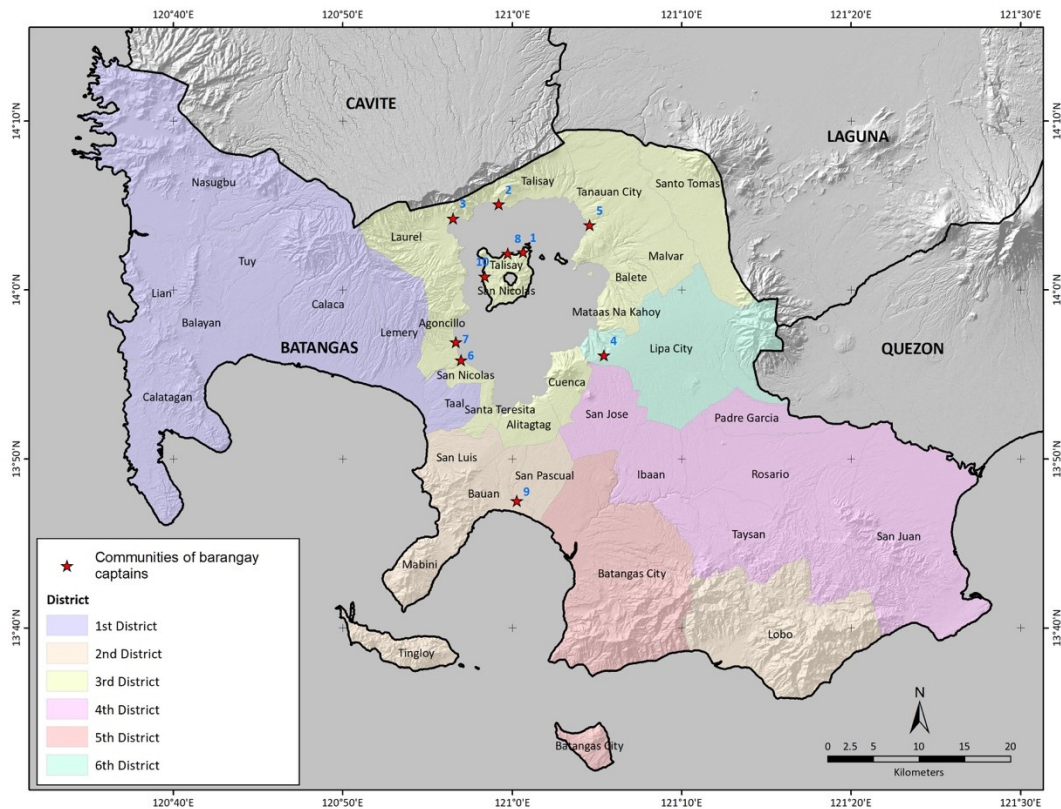 120°40'E 120°50'E 121°0'E 121°10'E 121°20'E 121°30'E
14°10'N
14°10'N
CAVITE
LAGUNA
Nasugbu
Talisay
Tanauan City
Santo Tomas
2
3
5
Laurel
8
1
Tuy
10
Talisay
Malvar
Balete
14°0'N
14°0'N
Lian
San Nicolas
Calaca
Balayan
Agoncillo
Mataas Na Kahoy
Lemery
BATANGAS
7
4
Lipa City
QUEZON
6
San Nicolas
Cuenca
Calatagan
Taal
Santa Teresita
San Jose
Padre Garcia
Alitagtag
13°50'N
13°50'N
San Luis
San Pascual
Ibaan
Rosario
Bauan
9
Taysan
San Juan
Mabini
Batangas City
13°40'N
13°40'N
Lobo
Tingloy
Batangas City
Communities of barangay
captains
District
1st District
2nd District
3rd District
4th District
5th District
6th District
N
0 2.5 5 10 15 20
Kilometers
120°40'E 120°50'E 121°0'E 121°10'E 121°20'E 121°30'E